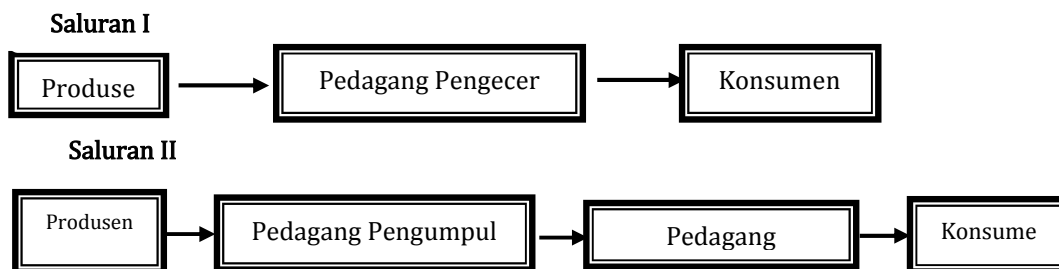 Saluran I
Produse
Pedagang Pengecer
Konsumen
Saluran II
Produsen
Pedagang Pengumpul
Pedagang
Konsume